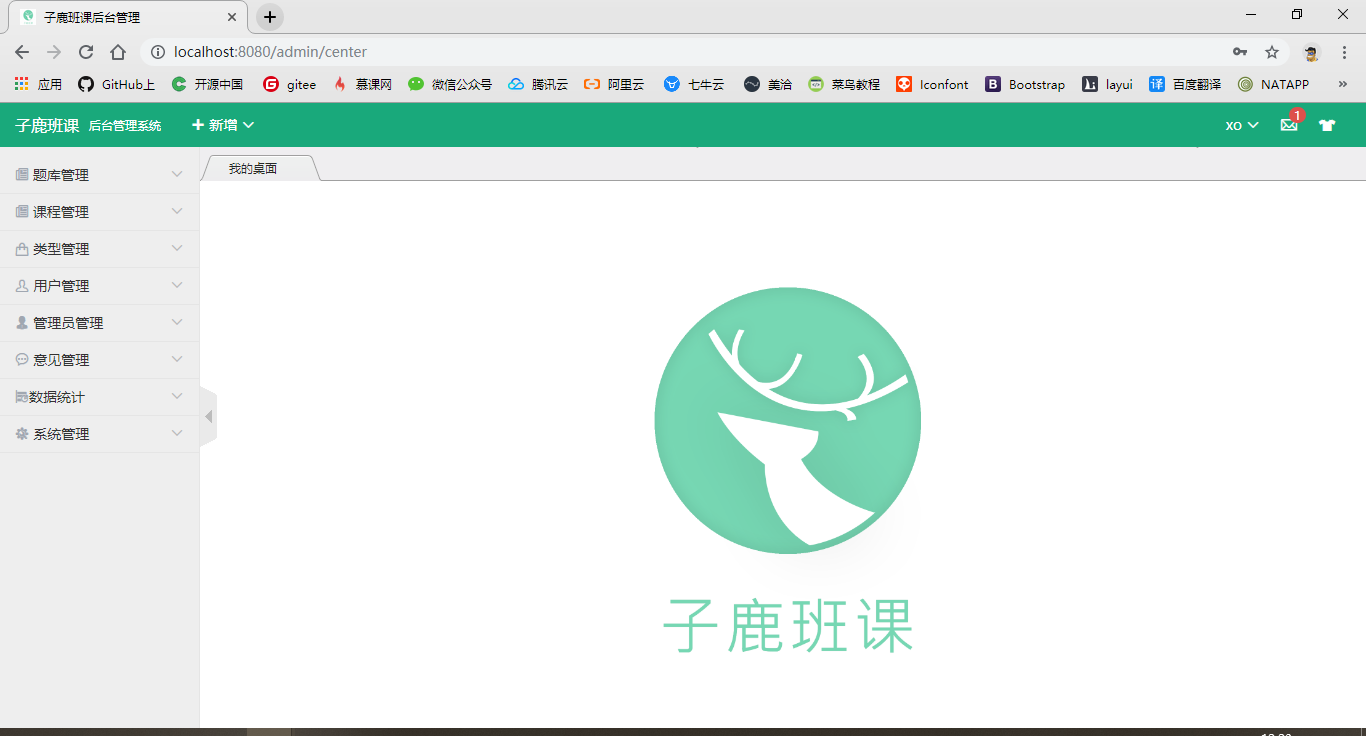 子鹿班课后台管理
localhost:8080/admin/center
应用 GitHub上 开源中国 gitee 慕课网 微信公众号 腾讯云 阿里云 七牛云 美洽 菜鸟教程 Iconfont Bootstrap layui 百度翻译 NATAPP
子鹿班课 后台管理系统 新增 xo 1
我的桌面
题库管理
课程管理
类型管理
用户管理
管理员管理
意见管理
数据统计
系统管理
子鹿班课